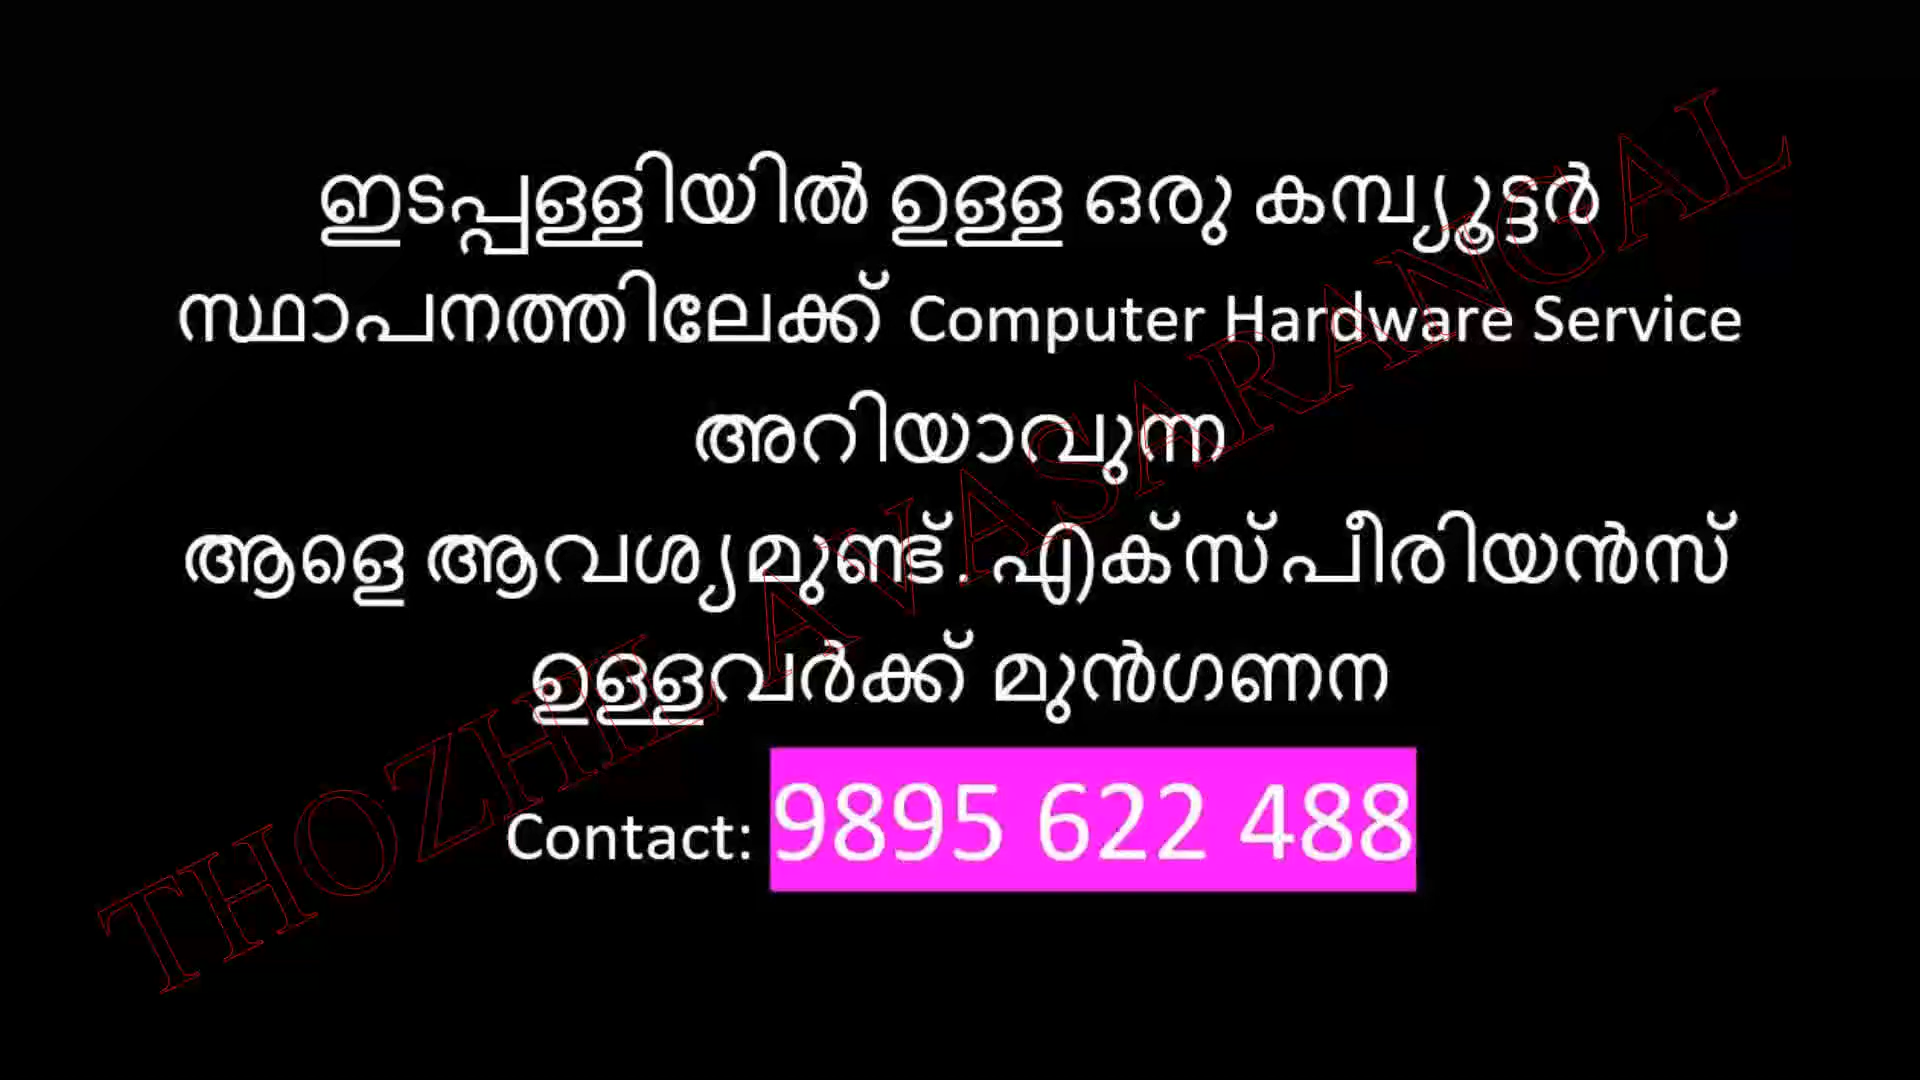 ഇടപ്പള്ളിയിൽ ഉള്ള ഒരു കമ്പ്യൂട്ടർ
സ്ഥാപനത്തിലേക്ക് Computer Hardware Service
അറിയാവുന്ന
ആളെ ആവശ്യമുണ്ട്. എക്സ്പീരിയൻസ്
ഉള്ളവർക്ക് മുൻഗണന
Contact: 9895 622 488
THOZHIL AVASARANGAL